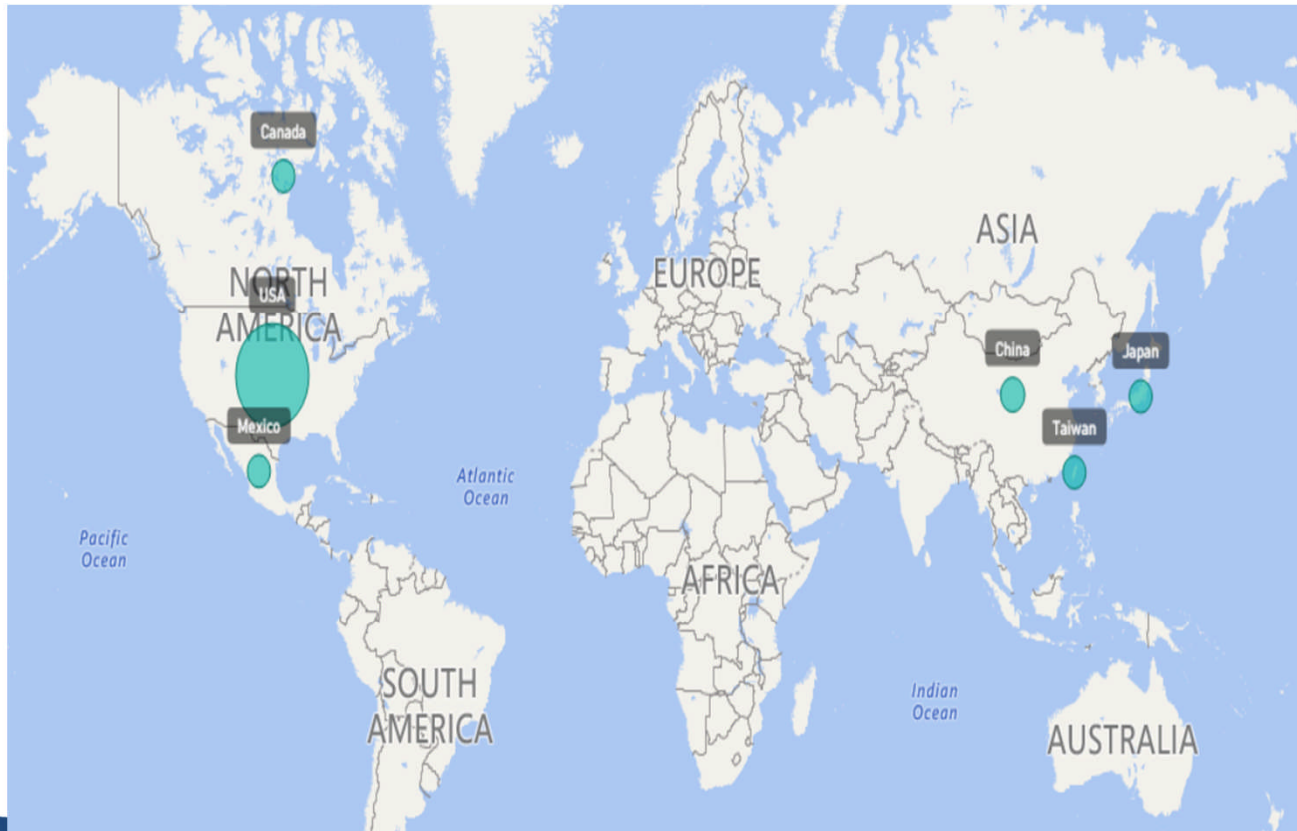 Canada
ASIA
NORTH
AMERICA
USA
EUROPE
China
Japan
Mexico
Taiwan
Atlantic
Ocean
Pacific
Ocean
AFRICA
SOUTH
AMERICA
Indian
Ocean
AUSTRALIA